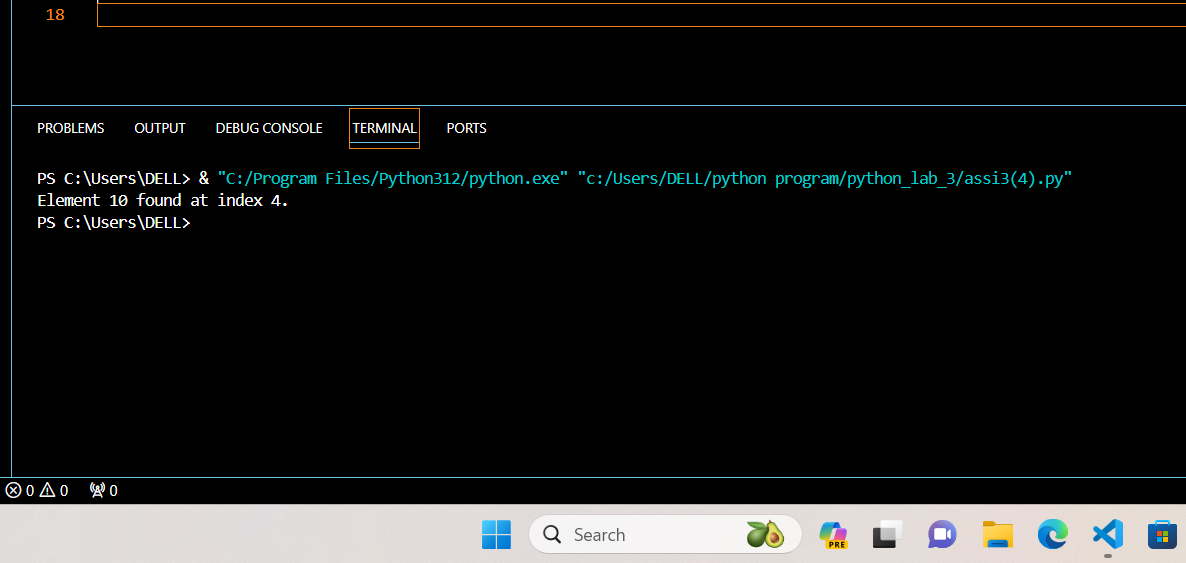 18
PROBLEMS OUTPUT DEBUG CONSOLE TERMINAL PORTS
PS C:\Users\DELL> & "C:/Program Files/Python312/python.exe" "c:/Users/DELL/python program/python_lab_3/assi3(4).py"
Element 10 found at index 4.
PS C:\Users\DELL>
0 0 0
Search
PRE